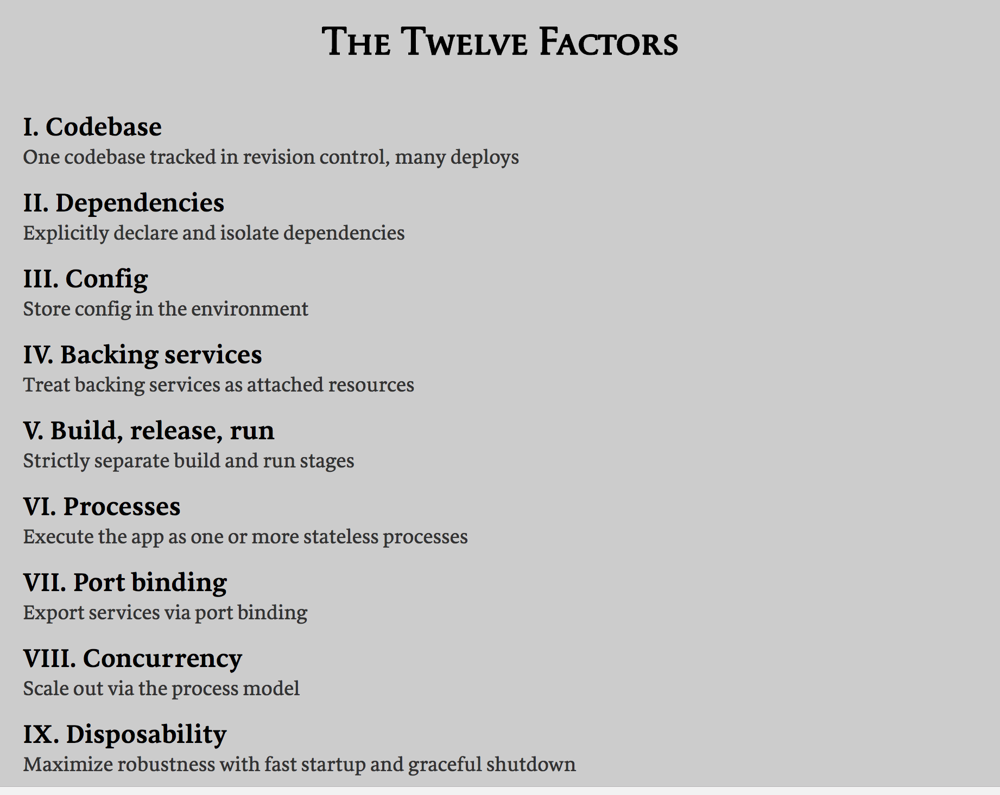 The Twelve Factors
I. Codebase
One codebase tracked in revision control, many deploys
II. Dependencies
Explicitly declare and isolate dependencies
III. Config
Store config in the environment
IV. Backing services
Treat backing services as attached resources
V. Build, release, run
Strictly separate build and run stages
VI. Processes
Execute the app as one or more stateless processes
VII. Port binding
Export services via port binding
VIII. Concurrency
Scale out via the process model
IX. Disposability
Maximize robustness with fast startup and graceful shutdown